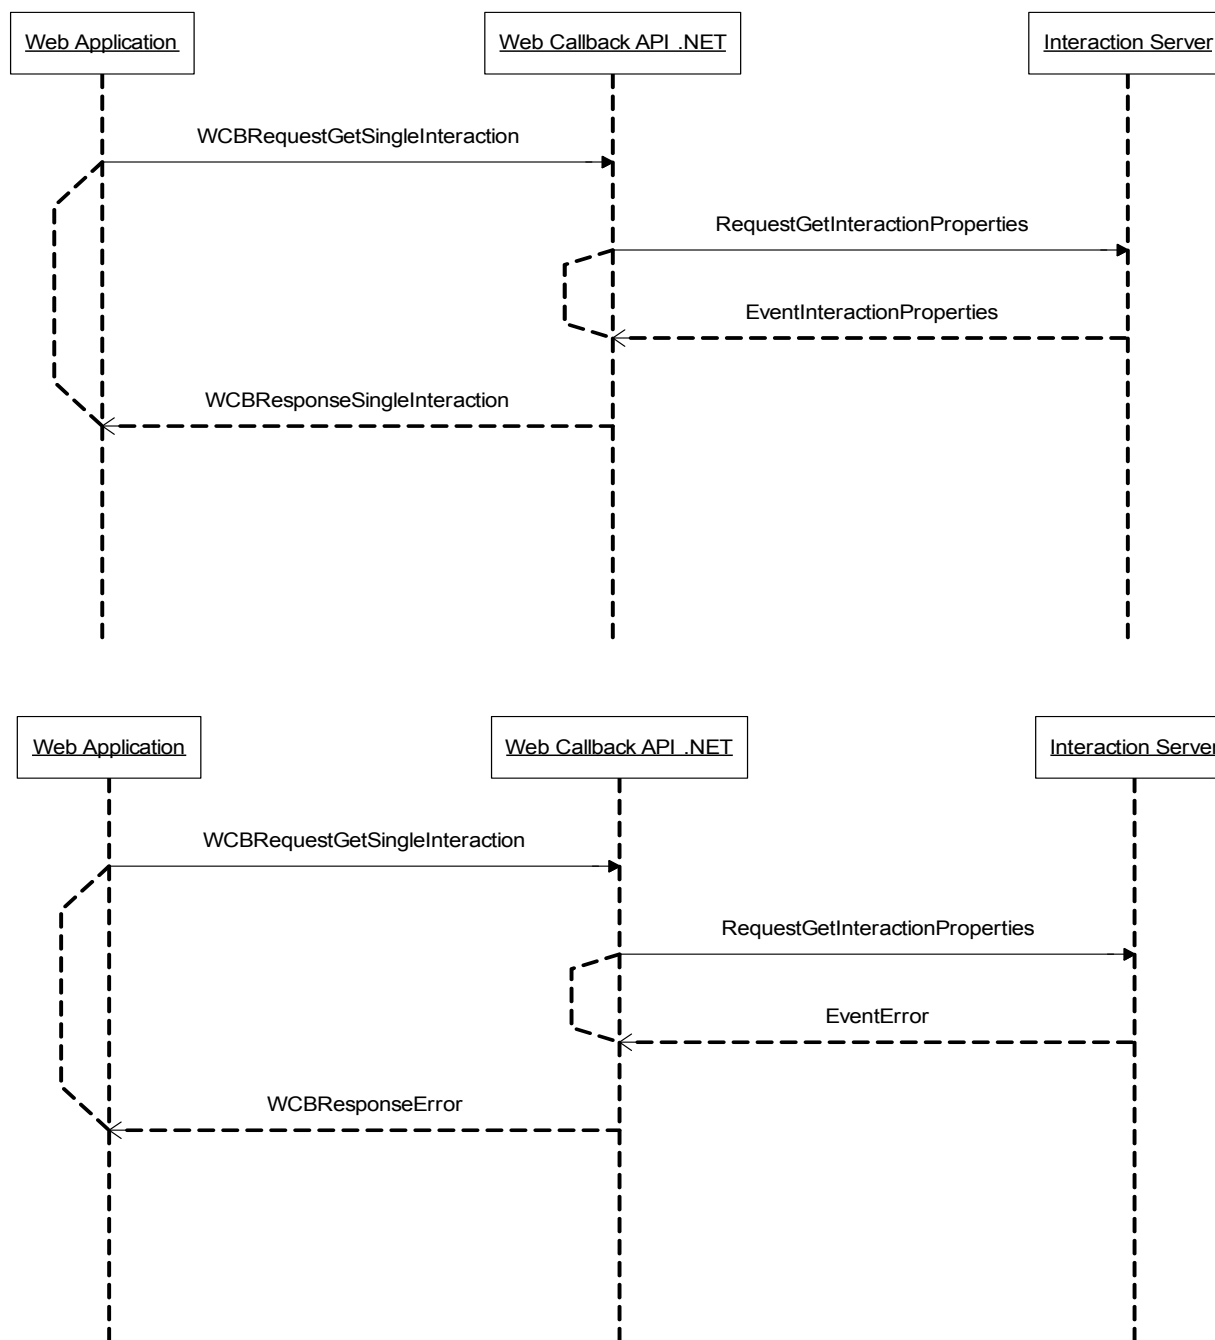 Web Application
Web Callback API .NET
Interaction Server
WCBRequestGetSingleInteraction
RequestGetInteractionProperties
EventInteractionProperties
WCBResponseSingleInteraction
Web Application
Web Callback API .NET
Interaction Server
WCBRequestGetSingleInteraction
RequestGetInteractionProperties
EventError
WCBResponseError